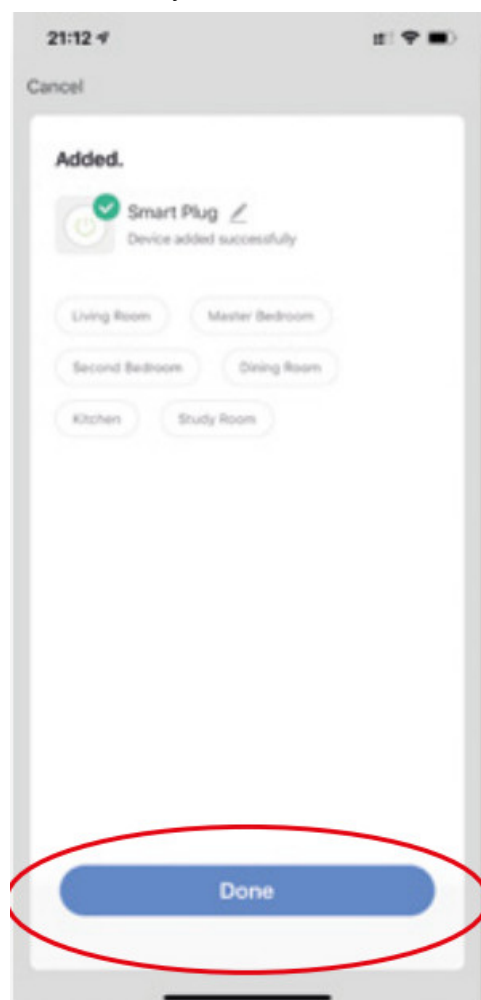 21:12
Cancel
Added.
Smart Plug
Device added successfully
Living Room Master Bedroom
Second Bedroom Dining Room
Kitchen Study Room
Done